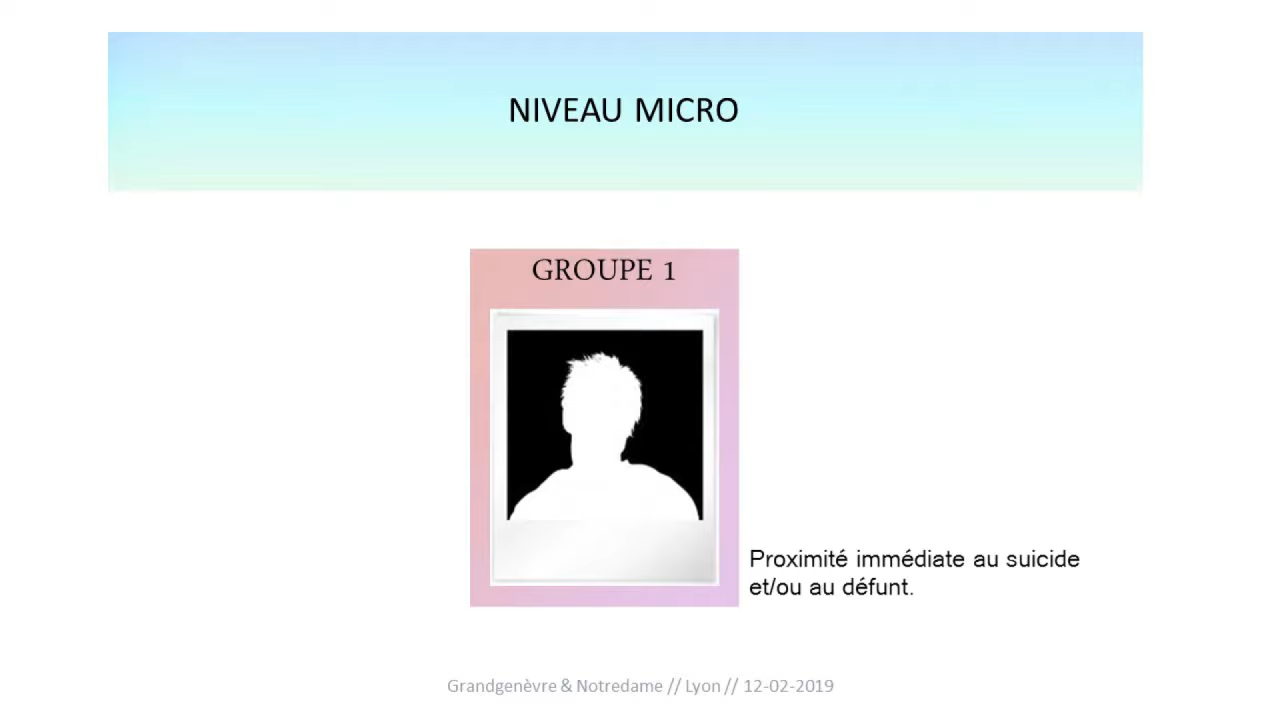 NIVEAU MICRO
GROUPE 1
Proximité immédiate au suicide
et/ou au défunt.
Grandgenèvre & Notredame // Lyon // 12-02-2019